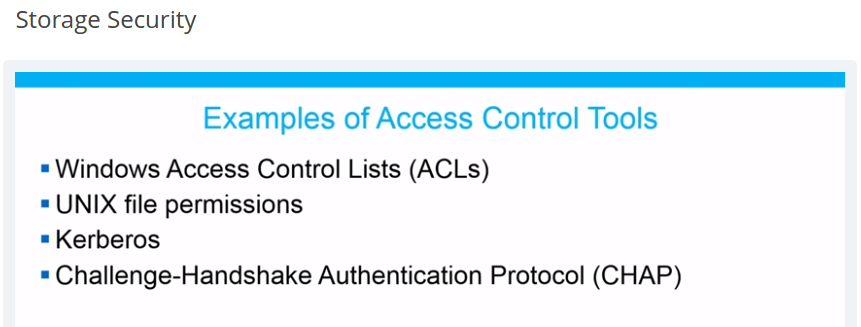 Storage Security
Examples of Access Control Tools
▪ Windows Access Control Lists (ACLs)
▪ UNIX file permissions
▪ Kerberos
▪ Challenge-Handshake Authentication Protocol (CHAP)